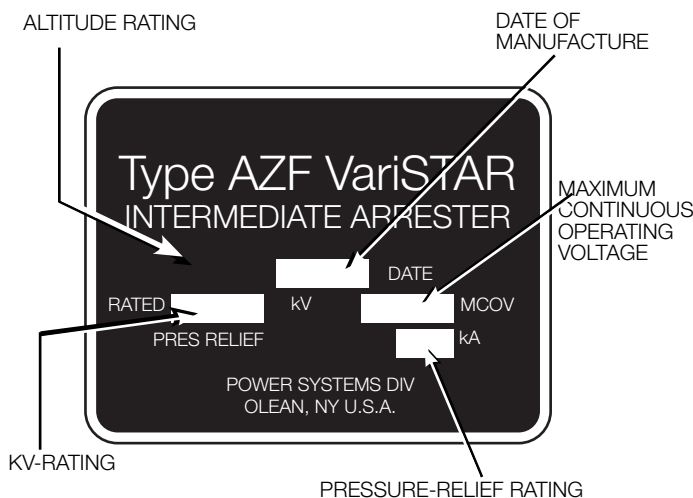 ALTITUDE RATING
DATE OF
MANUFACTURE
Type AZF VariSTAR
INTERMEDIATE ARRESTER
MAXIMUM
CONTINUOUS
OPERATING
VOLTAGE
DATE
RATED kV MCOV
PRES RELIEF kA
POWER SYSTEMS DIV
OLEAN, NY U.S.A.
KV-RATING
PRESSURE-RELIEF RATING